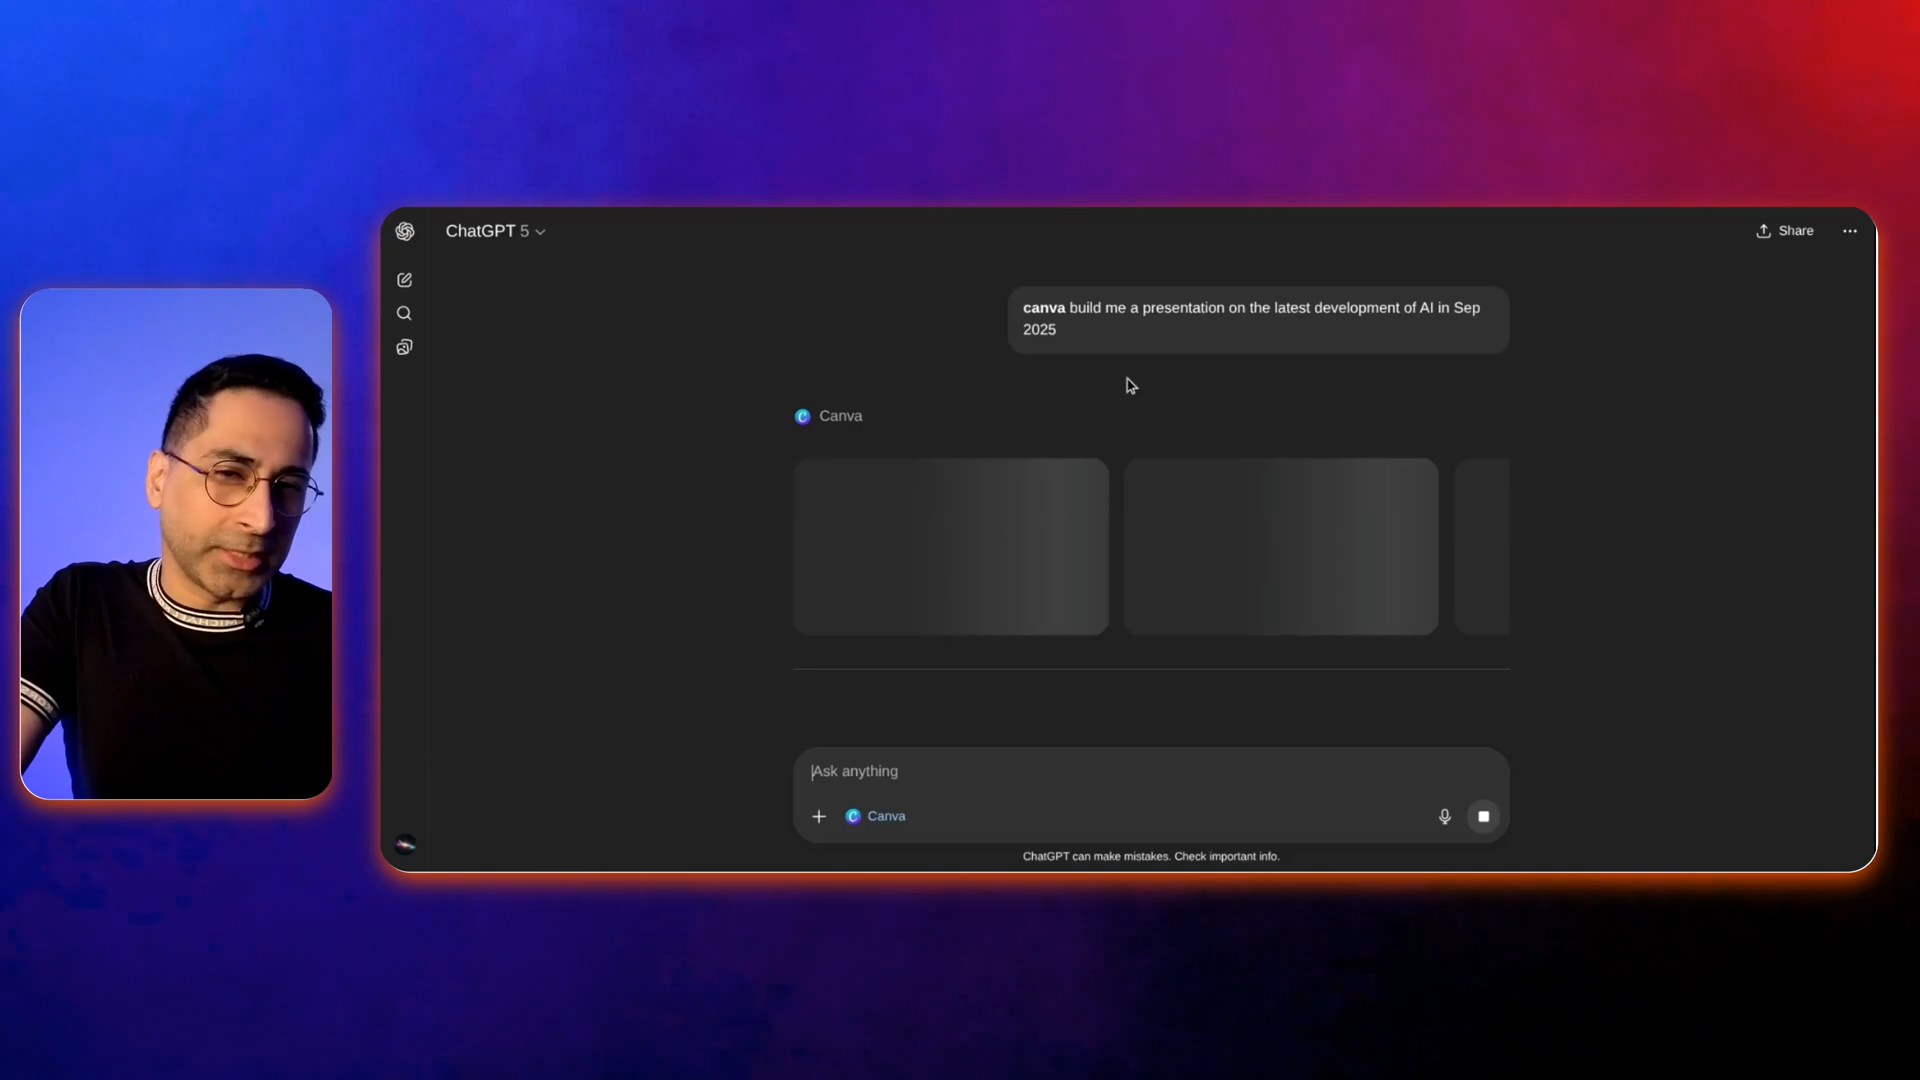 ChatGPT 5
Share
canva build me a presentation on the latest development of AI in Sep
2025
Canva
Ask anything
Canva
ChatGPT can make mistakes. Check important info.